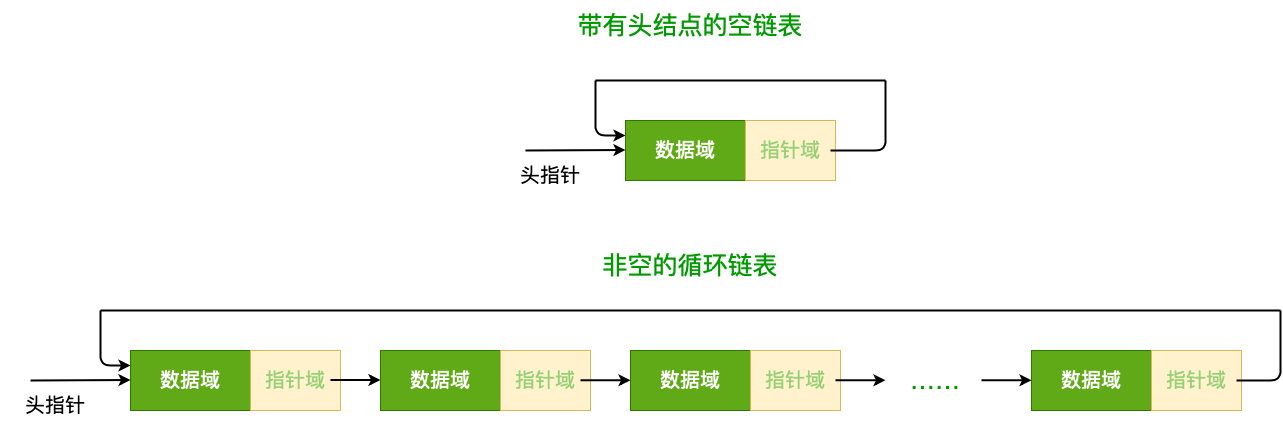 带有头结点的空链表
数据域 指针域
头指针
非空的循环链表
数据域 指针域 数据域 指针域 数据域 指针域 ...... 数据域 指针域
头指针